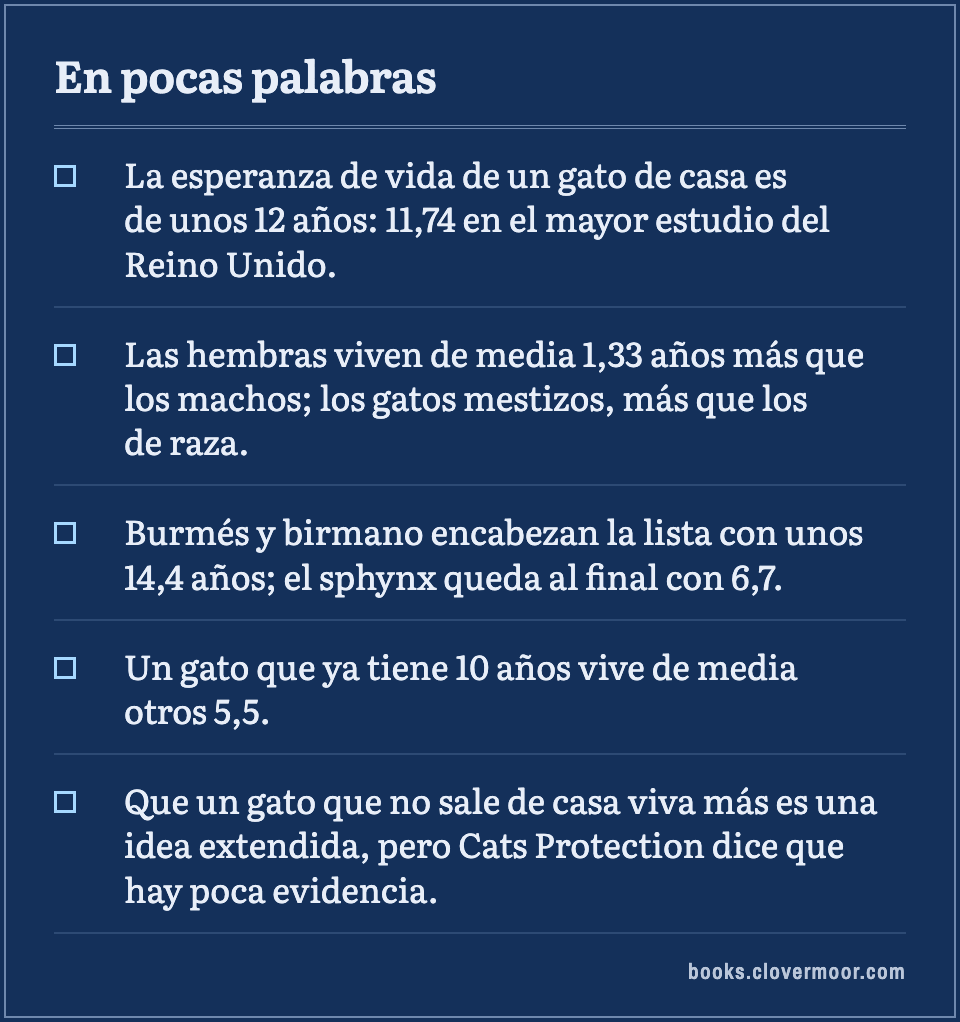 En pocas palabras
La esperanza de vida de un gato de casa es
de unos 12 años: 11,74 en el mayor estudio del
Reino Unido.
Las hembras viven de media 1,33 años más que
los machos; los gatos mestizos, más que los
de raza.
Burmés y birmano encabezan la lista con unos
14,4 años; el sphynx queda al final con 6,7.
Un gato que ya tiene 10 años vive de media
otros 5,5.
Que un gato que no sale de casa viva más es una
idea extendida, pero Cats Protection dice que
hay poca evidencia.
books.clovermoor.com